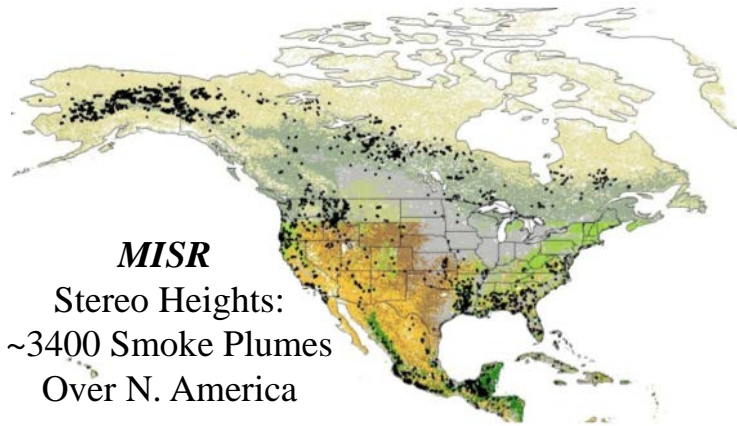 MISR
Stereo Heights:
~3400 Smoke Plumes
Over N. America